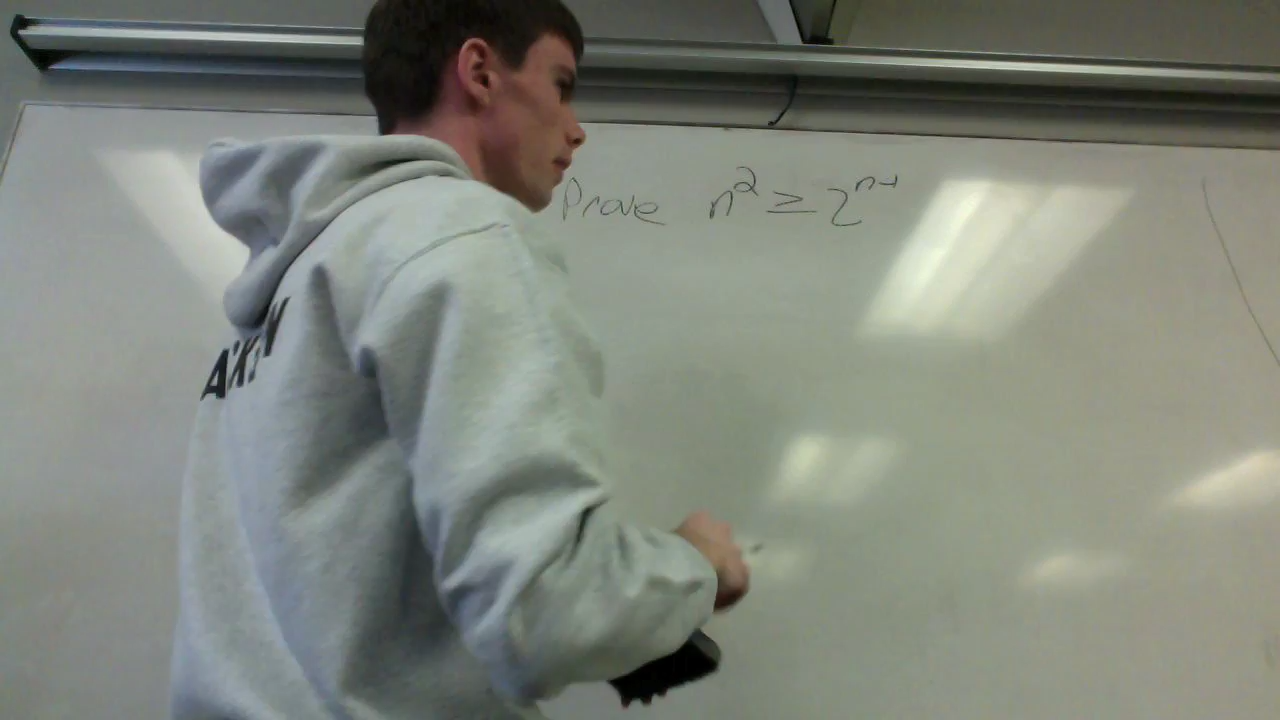 Prove n² ≥ 2ⁿ⁻¹